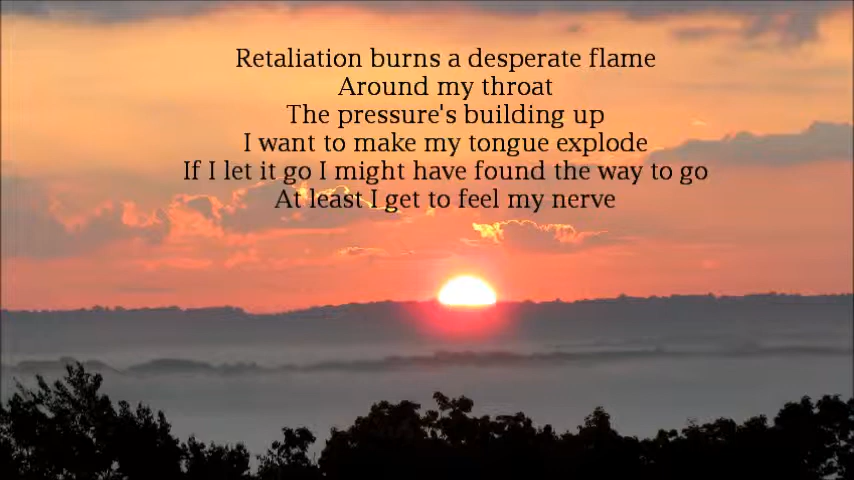 Retaliation burns a desperate flame
Around my throat
The pressure's building up
I want to make my tongue explode
If I let it go I might have found the way to go
At least I get to feel my nerve